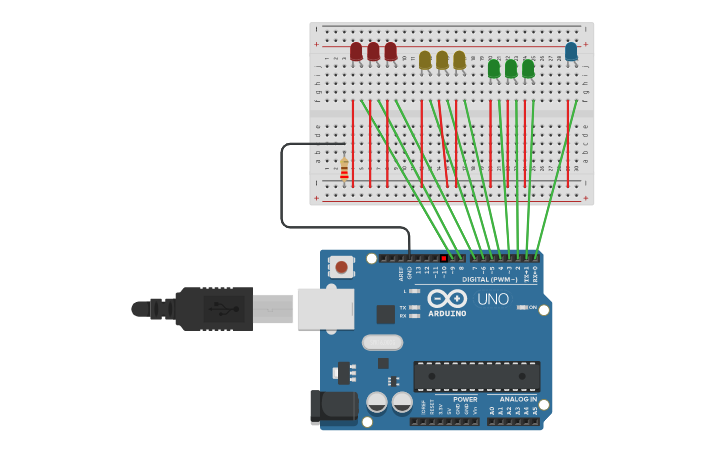 j
i
h
g
f
e
d
c
b
a
AREF
GND
13
12
~11
~10
~9
8
7
~6
~5
4
~3
2
TX→1
RX←0
DIGITAL (PWM~)
L
TX
RX
UNO
ARDUINO
ON
POWER
ANALOG IN
IOREF
RESET
3.3V
5V
GND
GND
Vin
A0
A1
A2
A3
A4
A5